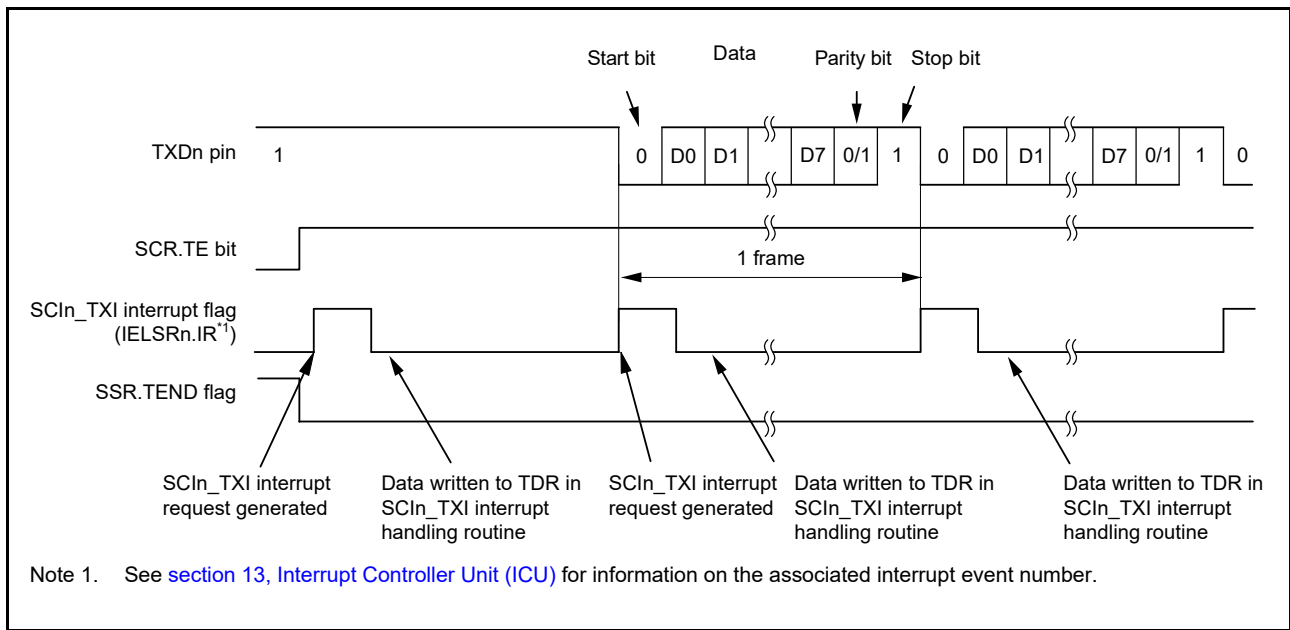 Start bit Data Parity bit Stop bit
TXDn pin 1 0 D0 D1 D7 0/1 1 0 D0 D1 D7 0/1 1 0
SCR.TE bit
1 frame
SCIn_TXI interrupt flag
(IELSRn.IR*1)
SSR.TEND flag
SCIn_TXI interrupt
request generated
Data written to TDR in
SCIn_TXI interrupt
handling routine
SCIn_TXI interrupt
request generated
Data written to TDR in
SCIn_TXI interrupt
handling routine
Data written to TDR in
SCIn_TXI interrupt
handling routine
Note 1. See section 13, Interrupt Controller Unit (ICU) for information on the associated interrupt event number.